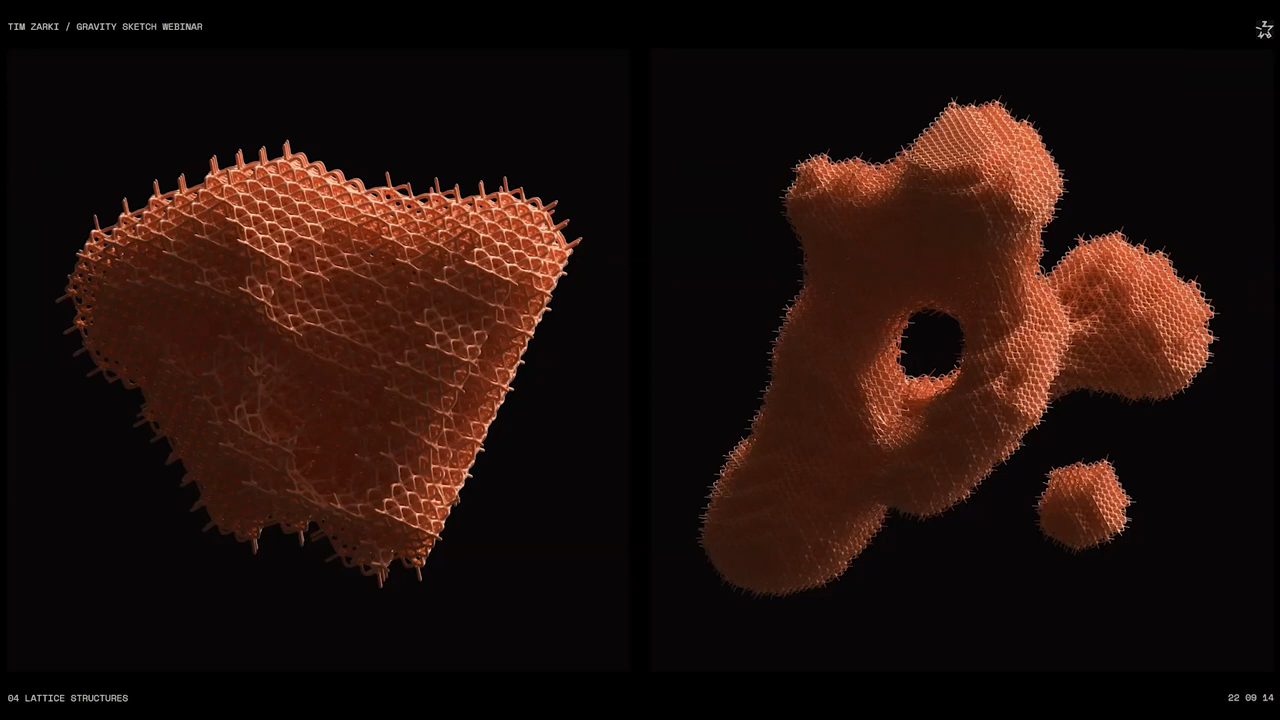 TIM ZARKI / GRAVITY SKETCH WEBINAR
04 LATTICE STRUCTURES
22 09 14